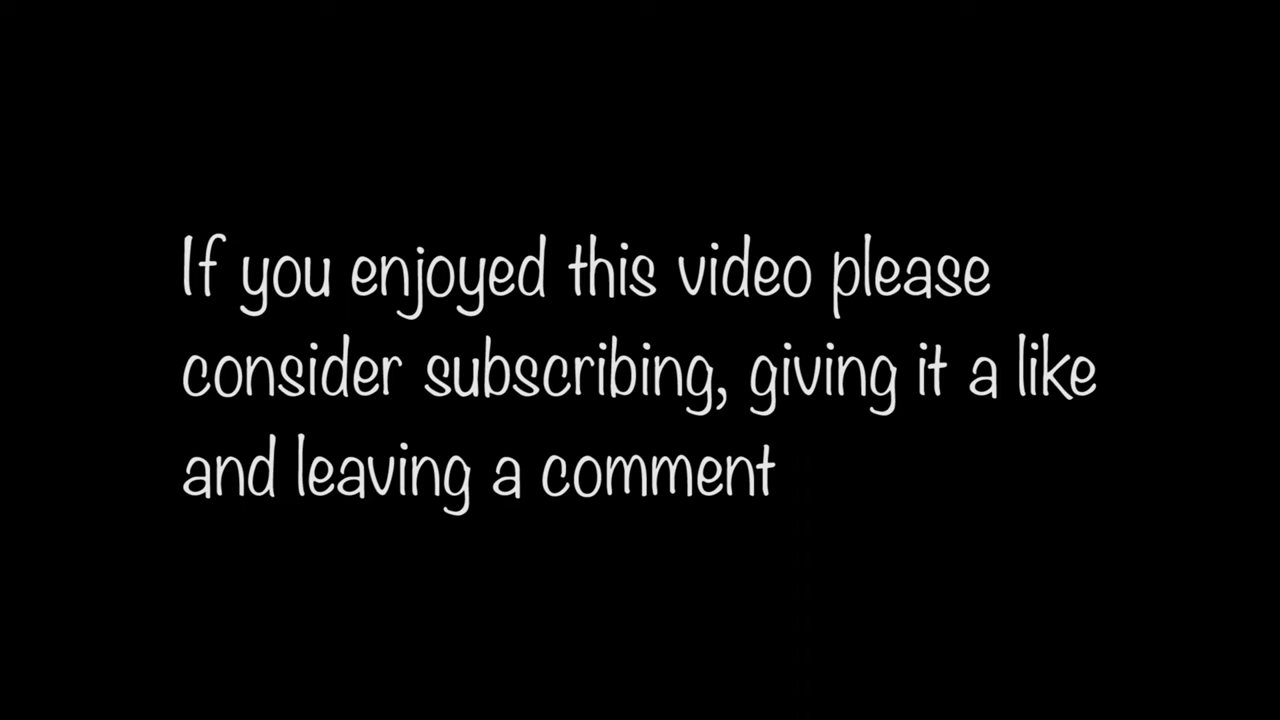 If you enjoyed this video please
consider subscribing, giving it a like
and leaving a comment